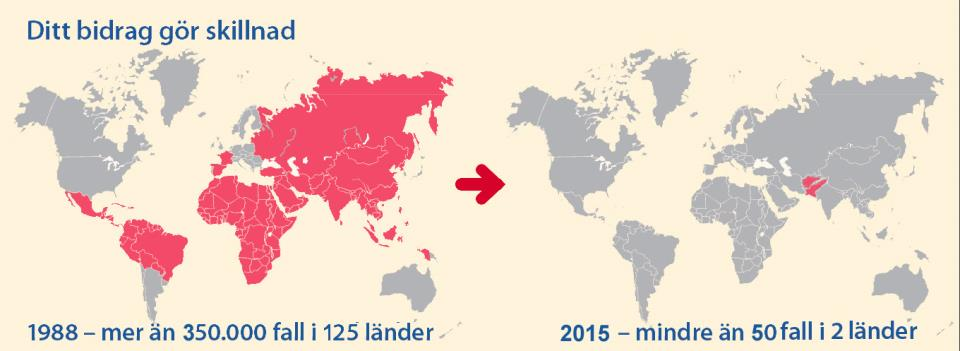 Ditt bidrag gör skillnad
1988 – mer än 350.000 fall i 125 länder
2015 – mindre än 50 fall i 2 länder